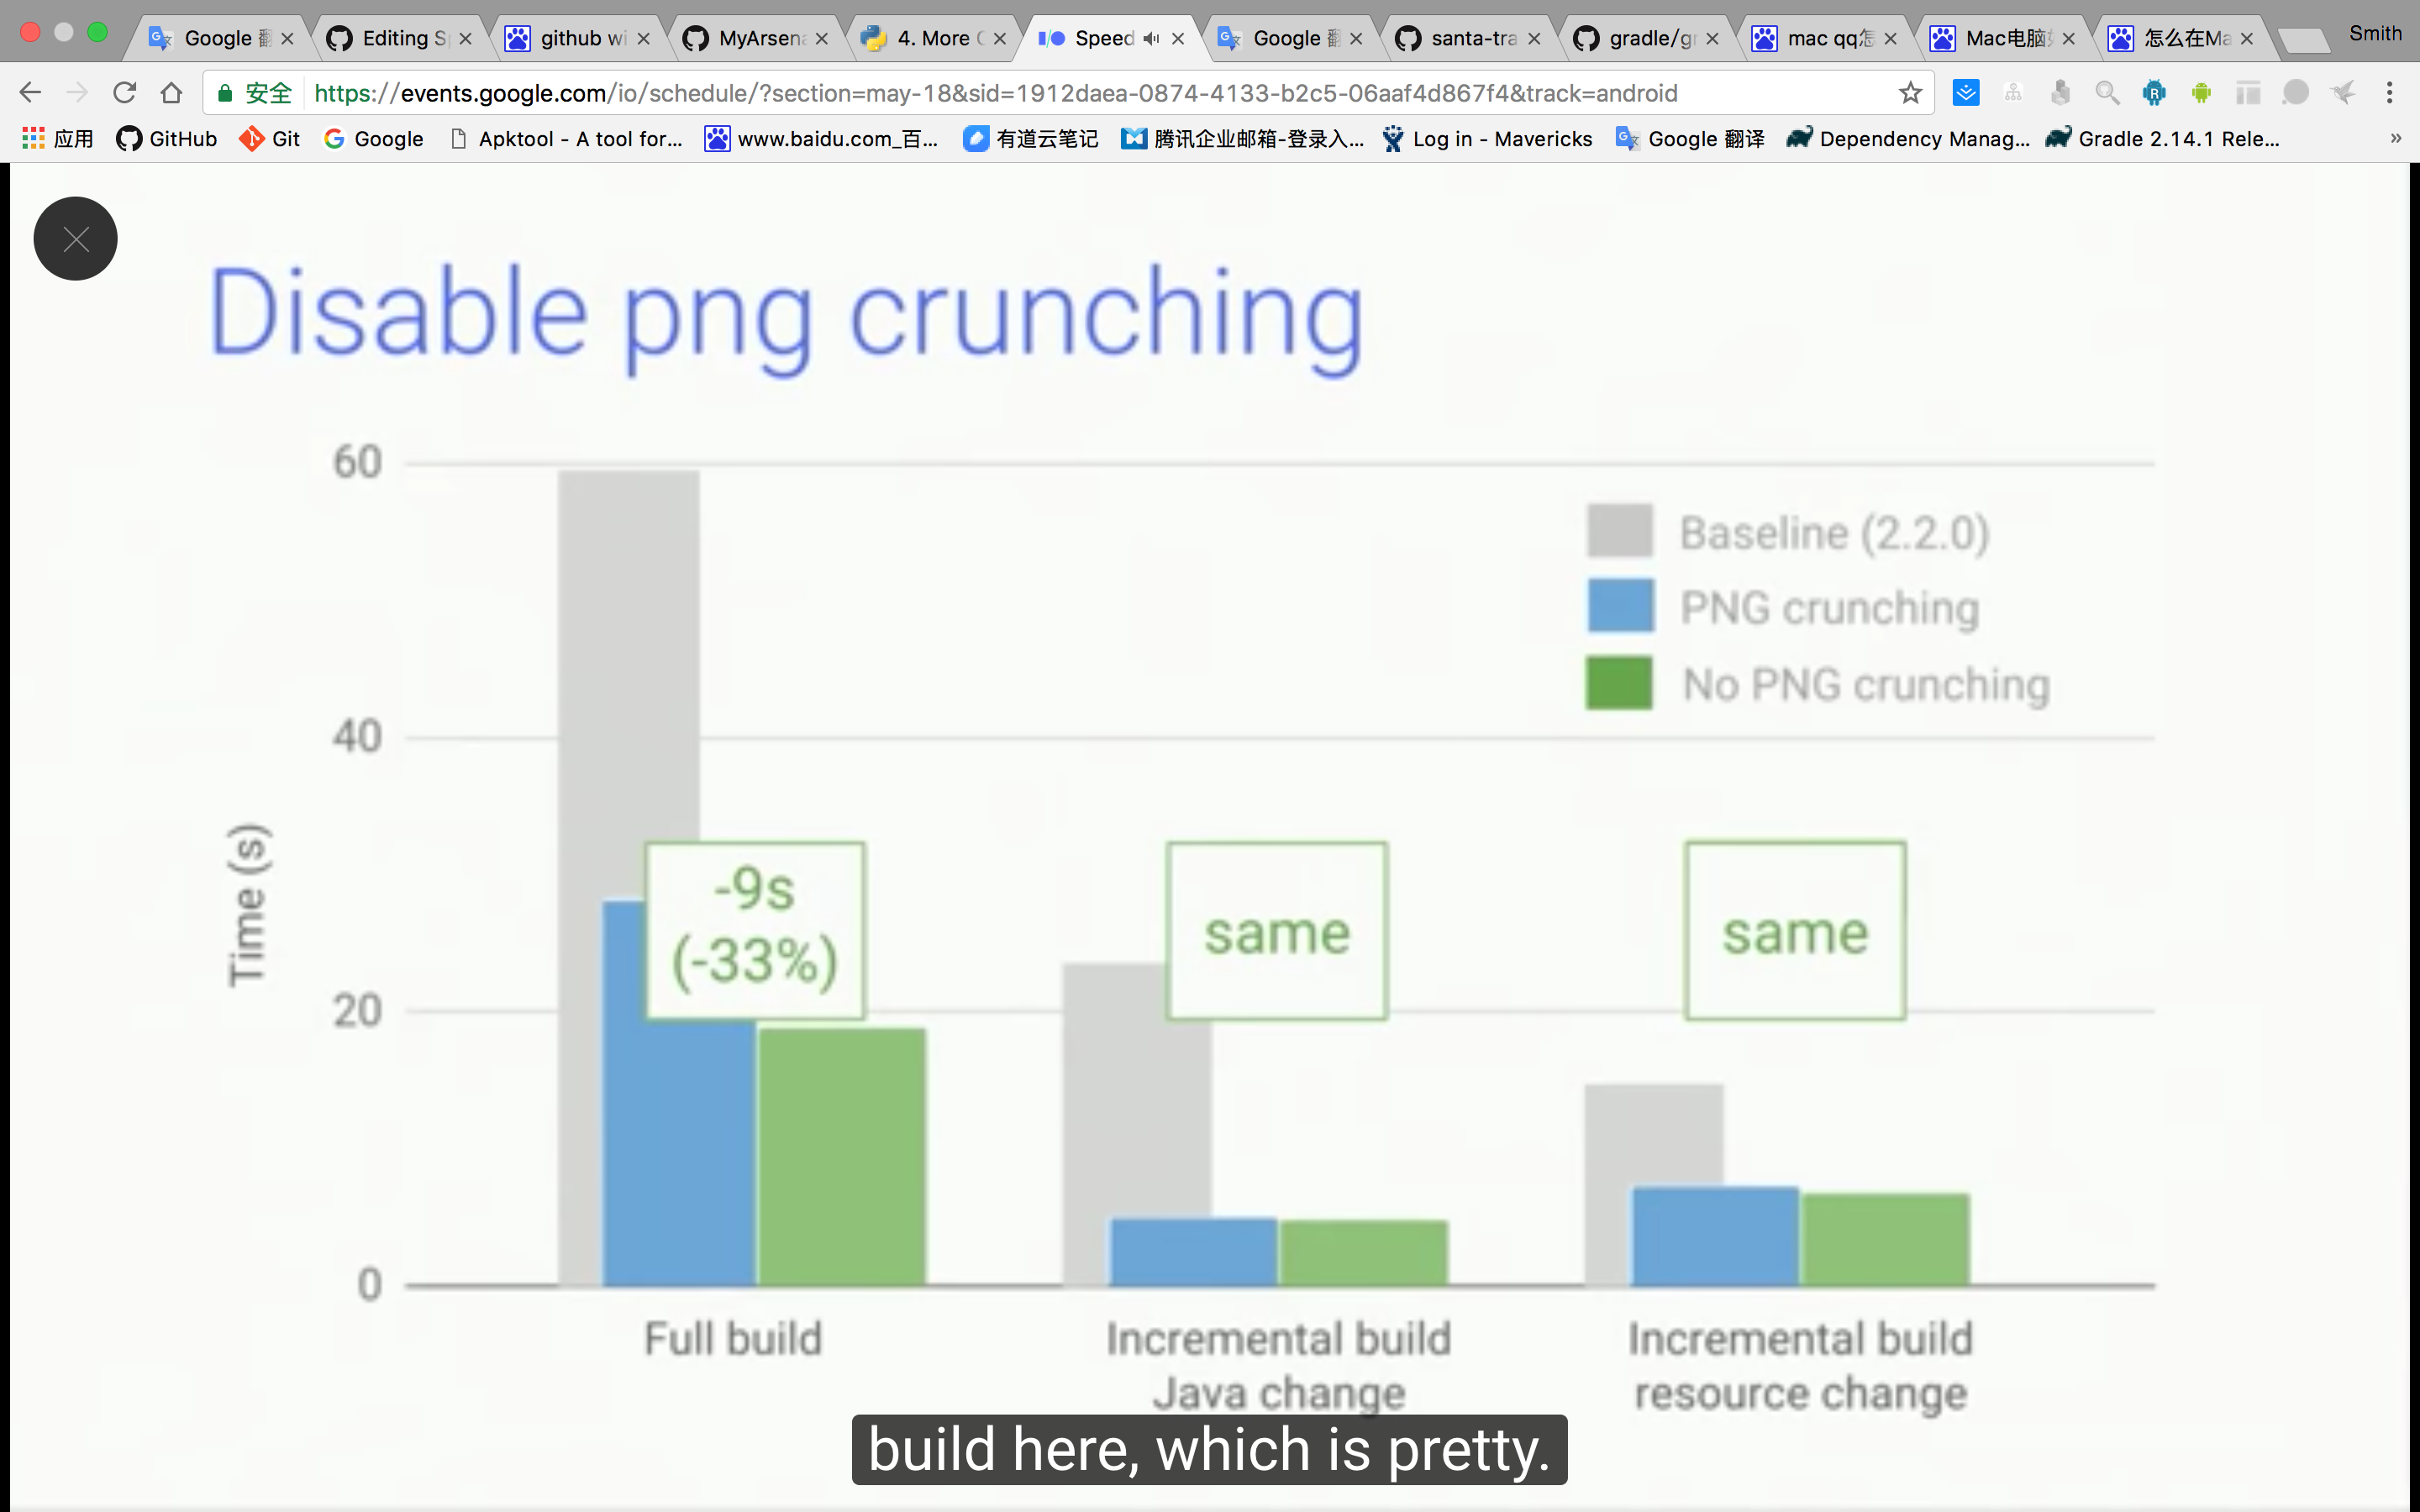 Google 翻
Editing S
github wi
MyArsena
4. More C
Speed
Google 翻
santa-tra
gradle/gr
mac qq怎
Mac电脑如
怎么在Ma
Smith
安全
https://events.google.com/io/schedule/?section=may-18&sid=1912daea-0874-4133-b2c5-06aaf4d867f4&track=android
应用
GitHub
Git
Google
Apktool - A tool for...
www.baidu.com_百...
有道云笔记
腾讯企业邮箱-登录入...
Log in - Mavericks
Google 翻译
Dependency Manag...
Gradle 2.14.1 Rele...
»
Disable png crunching
60
40
20
0
Time (s)
Baseline (2.2.0)
PNG crunching
No PNG crunching
-9s
(-33%)
same
same
Full build
Incremental build
Java change
Incremental build
resource change
build here, which is pretty.